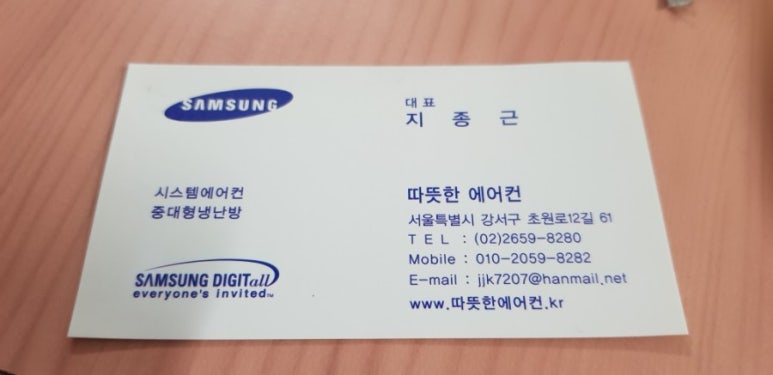 SAMSUNG
대표
지 종 근
시스템에어컨
중대형냉난방
SAMSUNG DIGITall
everyone's invited™
따뜻한 에어컨
서울특별시 강서구 초원로12길 61
TEL : (02)2659-8280
Mobile : 010-2059-8282
E-mail : jjk7207@hanmail.net
www.따뜻한에어컨.kr